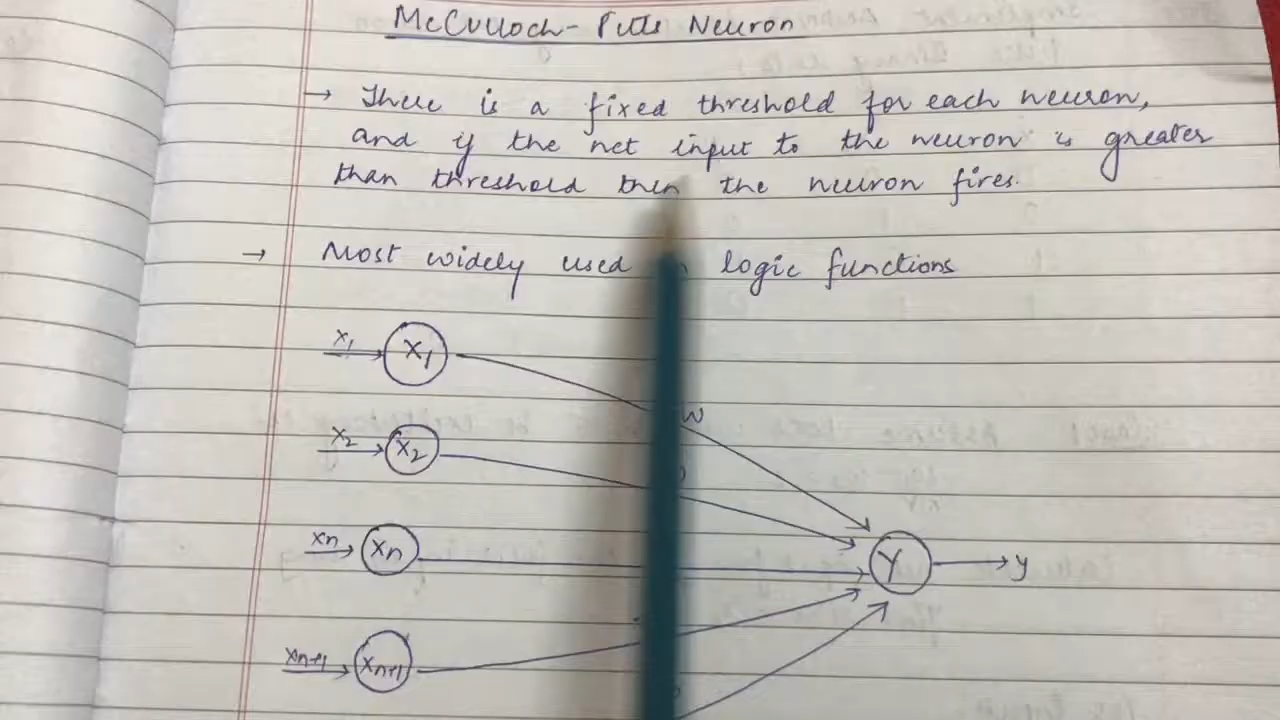 McCulloch-Pitts Neuron
→ There is a fixed threshold for each neuron,
and if the net input to the neuron is greater
than threshold then the neuron fires.
→ Most widely used logic functions
x1 X1
w
x2 X2
xn Xn
Y y
xn+1 Xn+1